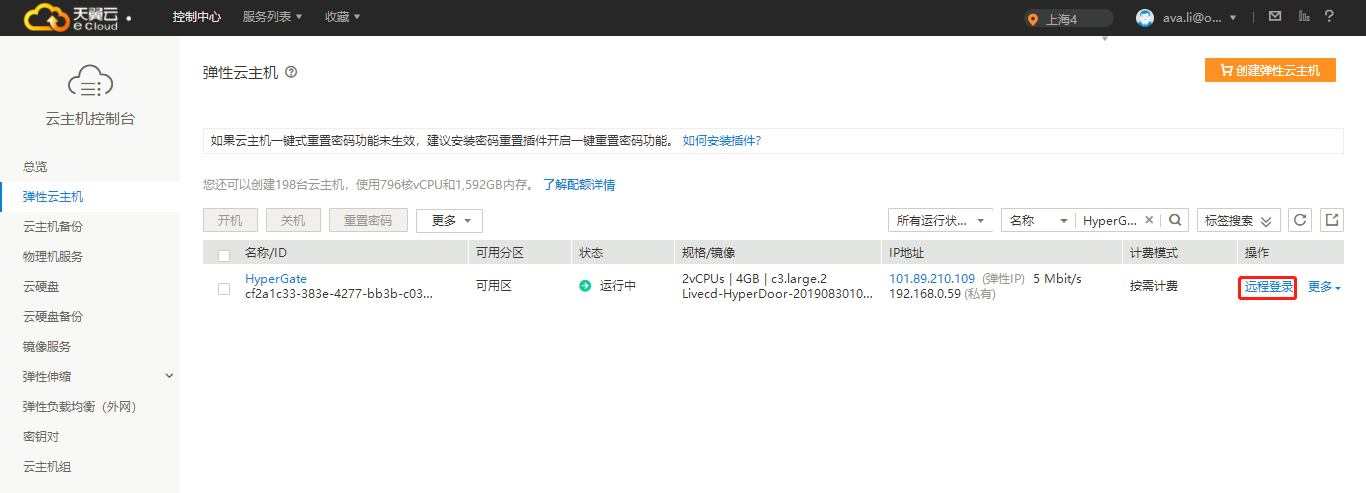 天翼云
e Cloud
控制中心 服务列表 收藏 上海4 ava.li@o...
云主机控制台
总览
弹性云主机
云主机备份
物理机服务
云硬盘
云硬盘备份
镜像服务
弹性伸缩
弹性负载均衡（外网）
密钥对
云主机组
弹性云主机
创建弹性云主机
如果云主机一键式重置密码功能未生效，建议安装密码重置插件开启一键重置密码功能。 如何安装插件？
您还可以创建198台云主机，使用796核vCPU和1,592GB内存。 了解配额详情
开机 关机 重置密码 更多 所有运行状... 名称 HyperG... 标签搜索
名称/ID 可用分区 状态 规格/镜像 IP地址 计费模式 操作
HyperGate
cf2a1c33-383e-4277-bb3b-c03...
可用区
运行中
2vCPUs | 4GB | c3.large.2
Livecd-HyperDoor-2019083010...
101.89.210.109 (弹性IP) 5 Mbit/s
192.168.0.59 (私有)
按需计费
远程登录 更多